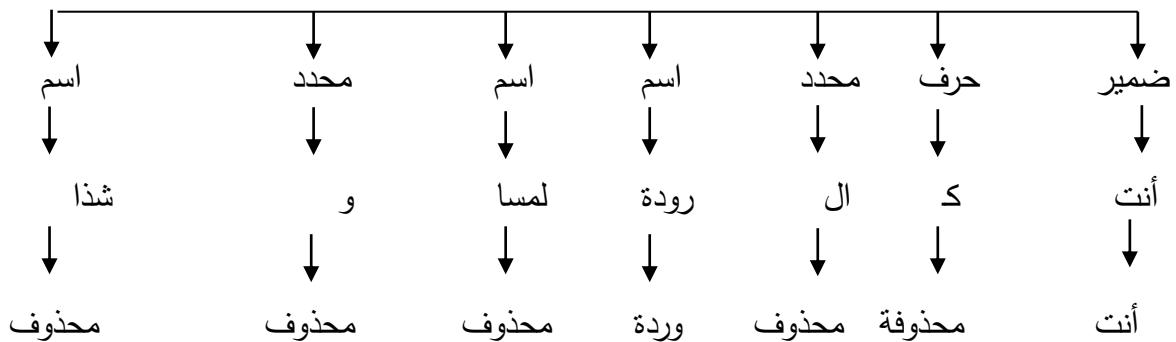 ضمير حرف محدد اسم اسم محدد اسم
أنت كـ ال رودة لمسا و شذا
أنت محذوفة محذوف وردة محذوف محذوف محذوف